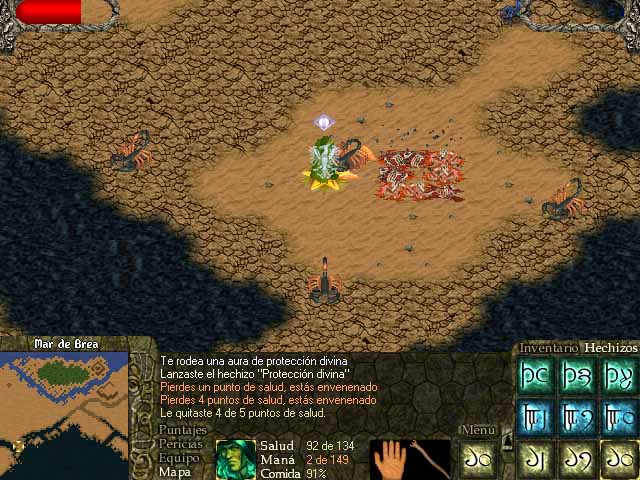 Mar de Brea
Te rodea una aura de protección divina
Lanzaste el hechizo "Protección divina"
Pierdes un punto de salud, estás envenenado
Pierdes 4 puntos de salud, estás envenenado
Le quitaste 4 de 5 puntos de salud.
Inventario Hechizos
Puntajes
Pericias
Equipo
Mapa
Salud 92 de 134
Maná 2 de 149
Comida 91%
Menú